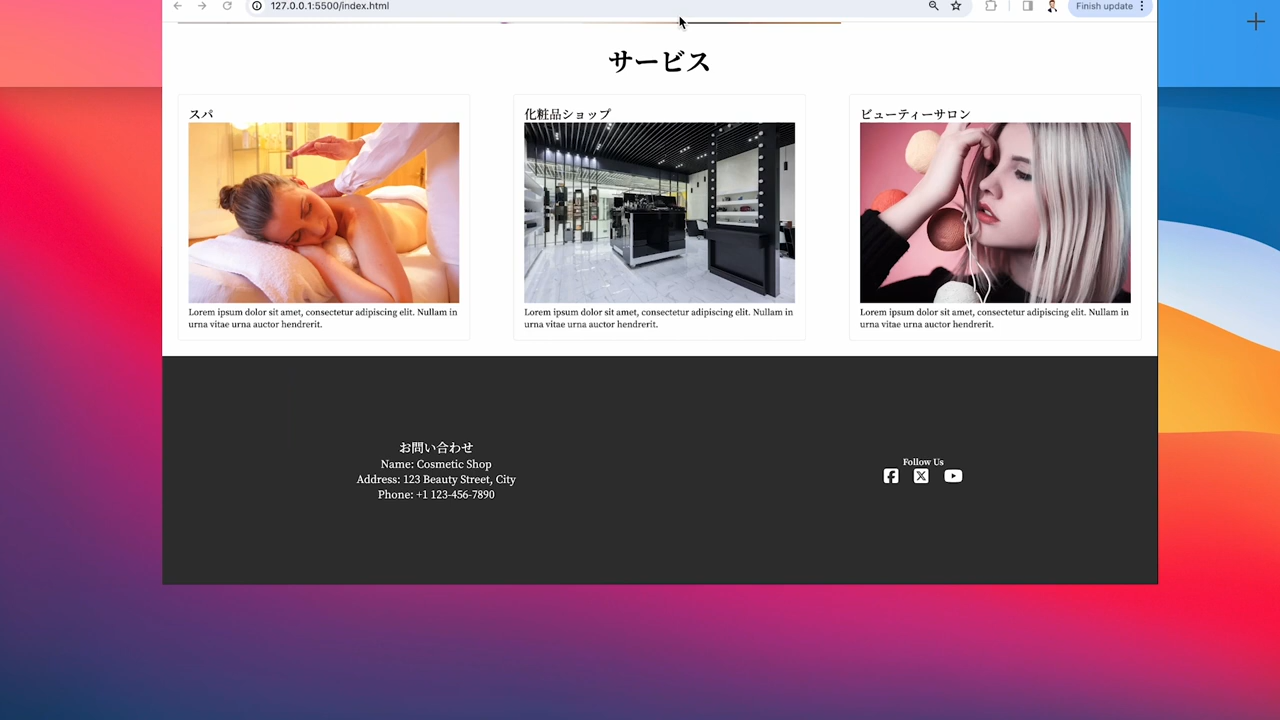 127.0.0.1:5500/index.html
Finish update
サービス
スパ
化粧品ショップ
ビューティーサロン
Lorem ipsum dolor sit amet, consectetur adipiscing elit. Nullam in
urna vitae urna auctor hendrerit.
Lorem ipsum dolor sit amet, consectetur adipiscing elit. Nullam in
urna vitae urna auctor hendrerit.
Lorem ipsum dolor sit amet, consectetur adipiscing elit. Nullam in
urna vitae urna auctor hendrerit.
お問い合わせ
Name: Cosmetic Shop
Address: 123 Beauty Street, City
Phone: +1 123-456-7890
Follow Us